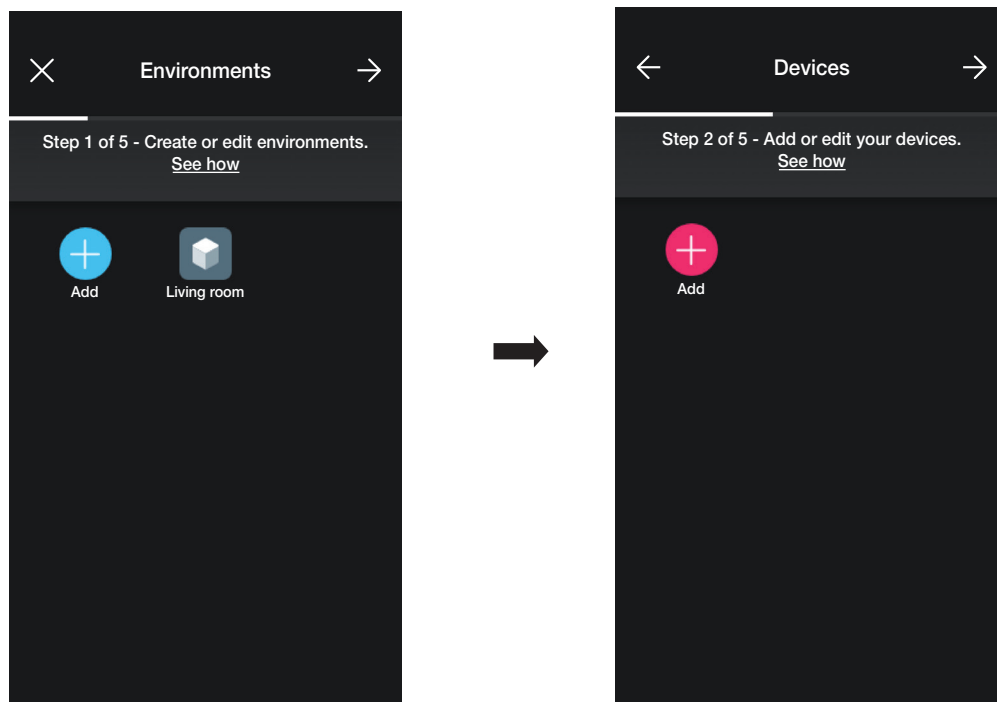 Environments
Step 1 of 5 - Create or edit environments.
See how
Add
Living room
Devices
Step 2 of 5 - Add or edit your devices.
See how
Add